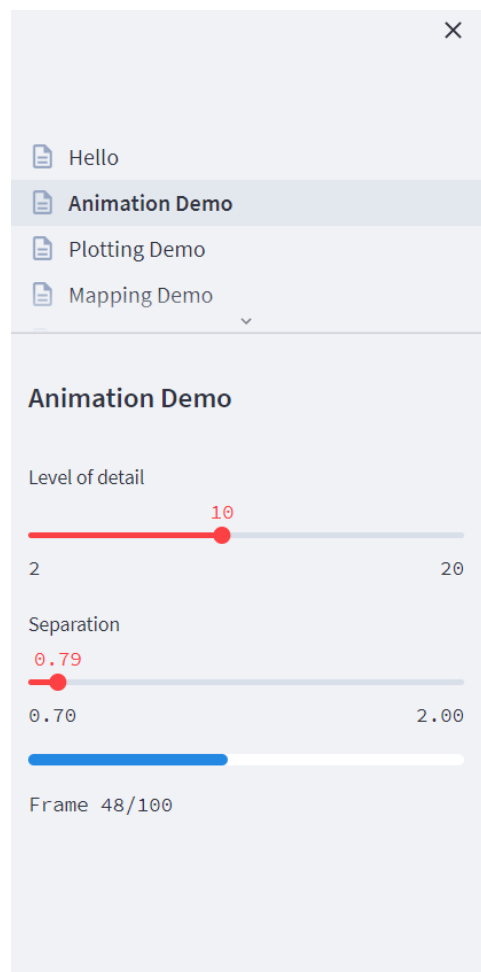 Hello
Animation Demo
Plotting Demo
Mapping Demo
Animation Demo
Level of detail
10
2 20
Separation
0.79
0.70 2.00
Frame 48/100